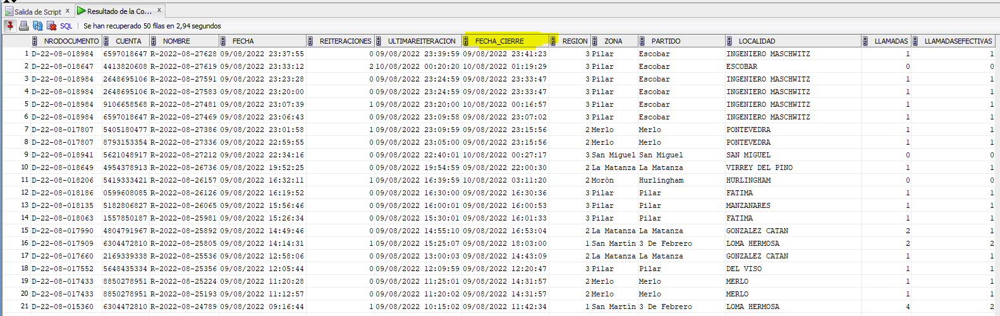 Salida de Script x Resultado de la Co... x
SQL | Se han recuperado 50 filas en 2,94 segundos
NRODOCUMENTO CUENTA NOMBRE FECHA REITERACIONES ULTIMAREITERACION FECHA_CIERRE REGION ZONA PARTIDO LOCALIDAD LLAMADAS LLAMADASEFECTIVAS
1 D-22-08-018984 6597018647 R-2022-08-27628 09/08/2022 23:37:55 0 09/08/2022 23:39:59 09/08/2022 23:41:23 3 Pilar Escobar INGENIERO MASCHWITZ 1 1
2 D-22-08-018647 4413820608 R-2022-08-27619 09/08/2022 23:33:12 2 10/08/2022 00:20:20 10/08/2022 01:19:29 3 Pilar Escobar ESCOBAR 0 0
3 D-22-08-018984 2648695106 R-2022-08-27591 09/08/2022 23:23:28 0 09/08/2022 23:24:59 09/08/2022 23:33:47 3 Pilar Escobar INGENIERO MASCHWITZ 1 1
4 D-22-08-018984 2648695106 R-2022-08-27583 09/08/2022 23:20:00 0 09/08/2022 23:24:59 09/08/2022 23:33:47 3 Pilar Escobar INGENIERO MASCHWITZ 1 1
5 D-22-08-018984 9106658568 R-2022-08-27481 09/08/2022 23:07:39 1 09/08/2022 23:20:00 10/08/2022 00:16:57 3 Pilar Escobar INGENIERO MASCHWITZ 1 1
6 D-22-08-018984 6597018647 R-2022-08-27469 09/08/2022 23:06:43 0 09/08/2022 23:09:58 09/08/2022 23:07:02 3 Pilar Escobar INGENIERO MASCHWITZ 1 1
7 D-22-08-017807 5405180477 R-2022-08-27386 09/08/2022 23:01:58 1 09/08/2022 23:09:59 09/08/2022 23:15:56 2 Merlo Merlo PONTEVEDRA 1 1
8 D-22-08-017807 8793153354 R-2022-08-27336 09/08/2022 22:59:55 0 09/08/2022 23:05:00 09/08/2022 23:15:56 2 Merlo Merlo PONTEVEDRA 1 1
9 D-22-08-018941 5621048917 R-2022-08-27212 09/08/2022 22:34:16 0 09/08/2022 22:40:01 10/08/2022 00:27:17 3 San Miguel San Miguel SAN MIGUEL 0 0
10 D-22-08-018649 4954378913 R-2022-08-26736 09/08/2022 19:52:25 0 09/08/2022 19:54:59 09/08/2022 22:00:30 2 La Matanza La Matanza VIRREY DEL PINO 1 1
11 D-22-08-018206 5419333421 R-2022-08-26157 09/08/2022 16:32:11 1 09/08/2022 16:39:59 10/08/2022 03:11:20 2 Morón Hurlingham HURLINGHAM 0 0
12 D-22-08-018186 0599608085 R-2022-08-26126 09/08/2022 16:19:52 0 09/08/2022 16:30:00 09/08/2022 16:30:36 3 Pilar Pilar FATIMA 1 1
13 D-22-08-018135 5182806827 R-2022-08-26065 09/08/2022 15:56:46 0 09/08/2022 16:00:01 09/08/2022 16:00:53 3 Pilar Pilar MANZANARES 1 1
14 D-22-08-018063 1557850187 R-2022-08-25981 09/08/2022 15:26:34 0 09/08/2022 15:30:01 09/08/2022 16:01:33 3 Pilar Pilar FATIMA 1 1
15 D-22-08-017990 4804791967 R-2022-08-25892 09/08/2022 14:49:46 0 09/08/2022 14:55:10 09/08/2022 16:53:04 2 La Matanza La Matanza GONZALEZ CATAN 2 1
16 D-22-08-017909 6304472810 R-2022-08-25805 09/08/2022 14:14:31 1 09/08/2022 15:25:07 09/08/2022 18:03:00 1 San Martín 3 De Febrero LOMA HERMOSA 2 2
17 D-22-08-017660 2169339338 R-2022-08-25536 09/08/2022 12:58:06 0 09/08/2022 13:00:03 09/08/2022 14:43:09 2 La Matanza La Matanza GONZALEZ CATAN 1 1
18 D-22-08-017552 5648435334 R-2022-08-25356 09/08/2022 12:05:44 0 09/08/2022 12:09:59 09/08/2022 12:20:47 3 Pilar Pilar DEL VISO 1 1
19 D-22-08-017433 8850278951 R-2022-08-25224 09/08/2022 11:20:28 0 09/08/2022 11:25:01 09/08/2022 14:31:57 2 Merlo Merlo MERLO 1 1
20 D-22-08-017433 8850278951 R-2022-08-25193 09/08/2022 11:12:57 0 09/08/2022 11:20:02 09/08/2022 14:31:57 2 Merlo Merlo MERLO 1 1
21 D-22-08-015360 6304472810 R-2022-08-24789 09/08/2022 09:16:44 1 09/08/2022 10:15:02 09/08/2022 11:42:34 1 San Martín 3 De Febrero LOMA HERMOSA 4 2